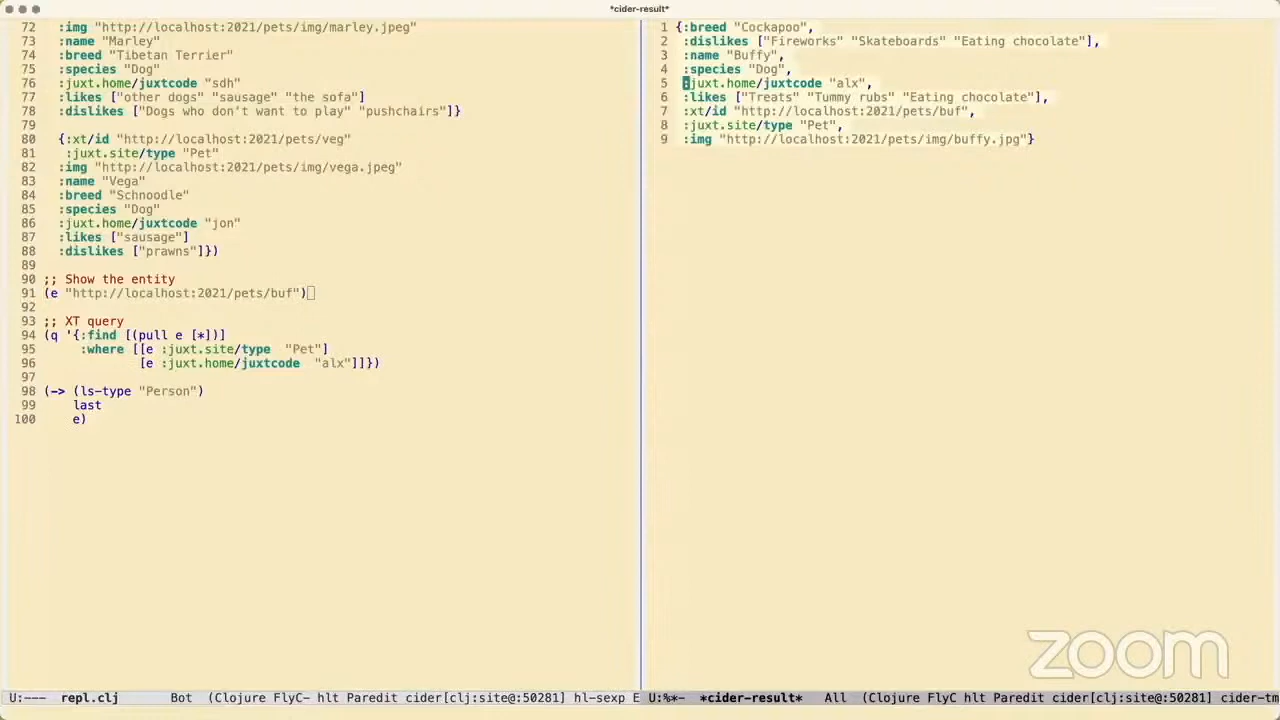 *cider-result*
72 :img "http://localhost:2021/pets/img/marley.jpeg"
73 :name "Marley"
74 :breed "Tibetan Terrier"
75 :species "Dog"
76 :juxt.home/juxtcode "sdh"
77 :likes ["other dogs" "sausage" "the sofa"]
78 :dislikes ["Dogs who don't want to play" "pushchairs"]}
79
80 {:xt/id "http://localhost:2021/pets/veg"
81 :juxt.site/type "Pet"
82 :img "http://localhost:2021/pets/img/vega.jpeg"
83 :name "Vega"
84 :breed "Schnoodle"
85 :species "Dog"
86 :juxt.home/juxtcode "jon"
87 :likes ["sausage"]
88 :dislikes ["prawns"]})
89
90 ;; Show the entity
91 (e "http://localhost:2021/pets/buf")
92
93 ;; XT query
94 (q '{:find [(pull e [*])]
95 :where [[e :juxt.site/type "Pet"]
96 [e :juxt.home/juxtcode "alx"]]})
97
98 (-> (ls-type "Person")
99 last
100 e)
U:--- repl.clj Bot (Clojure FlyC- hlt Paredit cider[clj:site@:50281] hl-sexp E
1 {:breed "Cockapoo",
2 :dislikes ["Fireworks" "Skateboards" "Eating chocolate"],
3 :name "Buffy",
4 :species "Dog",
5 :juxt.home/juxtcode "alx",
6 :likes ["Treats" "Tummy rubs" "Eating chocolate"],
7 :xt/id "http://localhost:2021/pets/buf",
8 :juxt.site/type "Pet",
9 :img "http://localhost:2021/pets/img/buffy.jpg"}
U:%*- *cider-result* All (Clojure FlyC hlt Paredit cider[clj:site@:50281] cider-tm
zoom